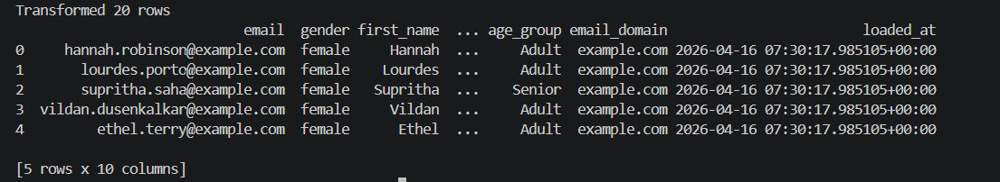 Transformed 20 rows
email gender first_name ... age_group email_domain loaded_at
0 hannah.robinson@example.com female Hannah ... Adult example.com 2026-04-16 07:30:17.985105+00:00
1 lourdes.porto@example.com female Lourdes ... Adult example.com 2026-04-16 07:30:17.985105+00:00
2 supritha.saha@example.com female Supritha ... Senior example.com 2026-04-16 07:30:17.985105+00:00
3 vildan.dusenkalkar@example.com female Vildan ... Adult example.com 2026-04-16 07:30:17.985105+00:00
4 ethel.terry@example.com female Ethel ... Adult example.com 2026-04-16 07:30:17.985105+00:00
[5 rows x 10 columns]